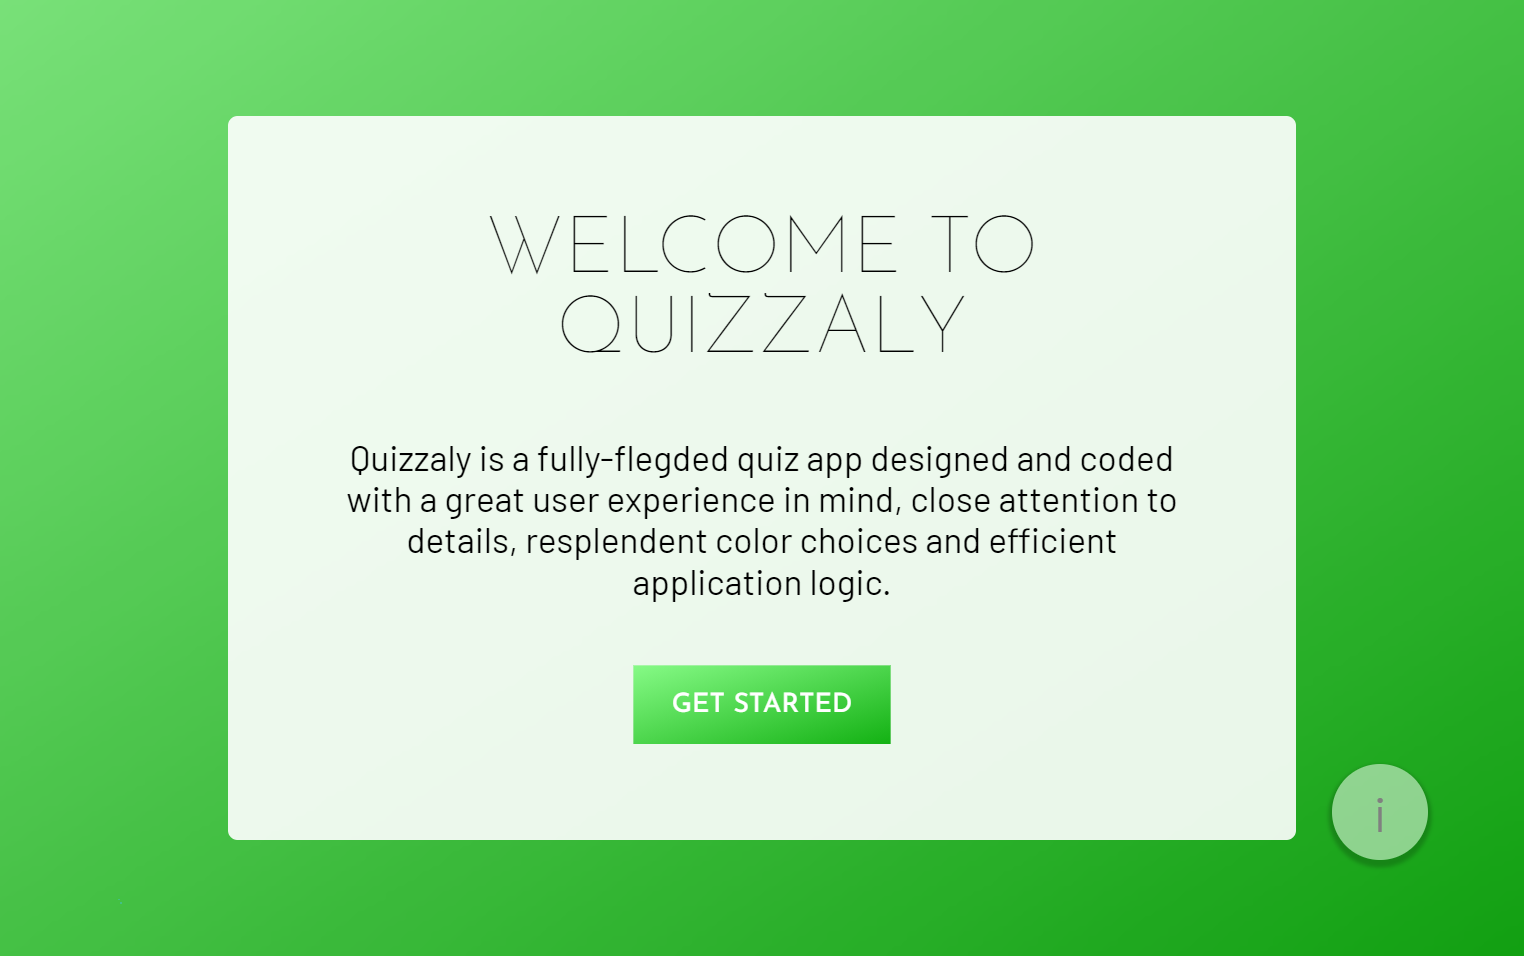 WELCOME TO
QUIZZALY
Quizzaly is a fully-flegded quiz app designed and coded
with a great user experience in mind, close attention to
details, resplendent color choices and efficient
application logic.
GET STARTED
i